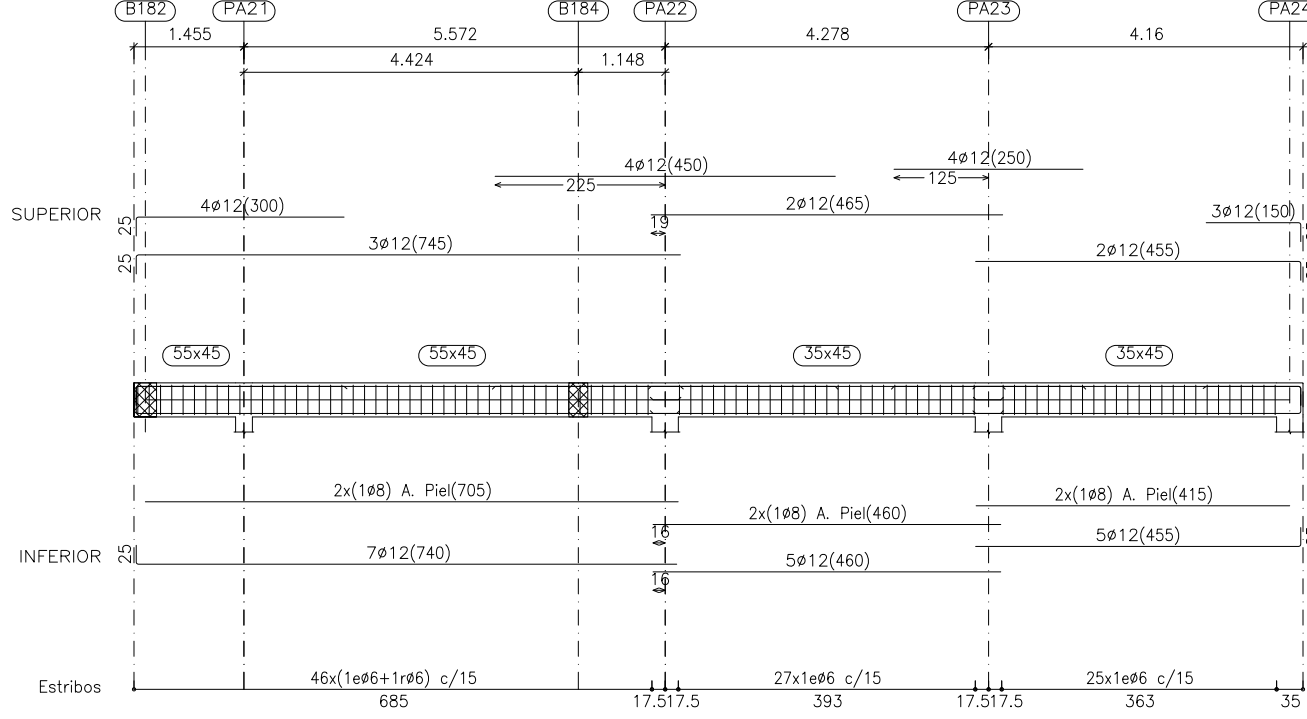 B182 PA21 B184 PA22 PA23 PA24
1.455 5.572 4.278 4.16
4.424 1.148
4ø12(450) 4ø12(250)
225 125
SUPERIOR 25 4ø12(300) 2ø12(465) 3ø12(150)
19
25 3ø12(745) 2ø12(455)
55x45 55x45 35x45 35x45
2x(1ø8) A. Piel(705) 2x(1ø8) A. Piel(415)
2x(1ø8) A. Piel(460)
16
INFERIOR 25 7ø12(740) 5ø12(460) 5ø12(455)
16
Estribos 46x(1eø6+1rø6) c/15 27x1eø6 c/15 25x1eø6 c/15
685 17.5 17.5 393 17.5 17.5 363 35